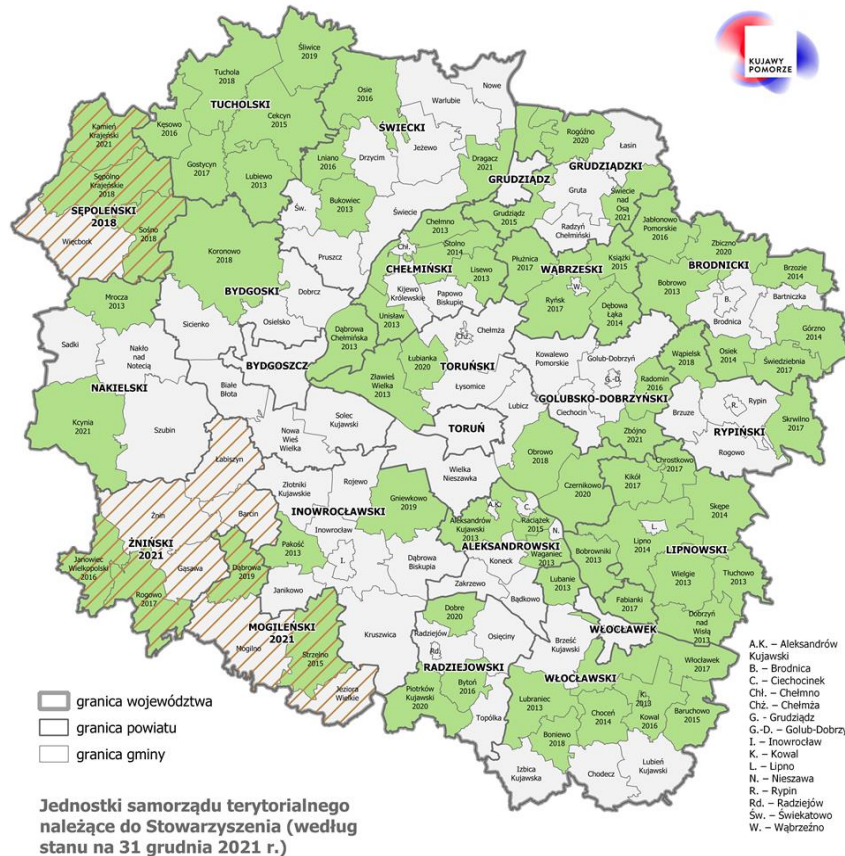 KUJAWY
POMORZE
Śliwice
2019
Tuchola
2018
TUCHOLSKI
Osie
2016
Nowe
Warlubie
Kamień
Krajeński
2021
Kęsowo
2016
Cekcyn
2015
ŚWIECKI
Rogóźno
2020
Łasin
Gostycyn
2017
Lubiewo
2013
Lniano
2016
Drzycim
Jeżewo
Dragacz
2021
GRUDZIĄDZ
GRUDZIĄDZKI
Sępólno
Krajeńskie
2018
SĘPOLEŃSKI
2018
Sośno
2018
Więcbork
Bukowiec
2013
Św.
Świecie
Gruta
Świecie
nad
Osą
2021
Radzyń
Chełmiński
Grudziądz
2015
Chełmno
2013
Stolno
2014
Chł.
CHEŁMIŃSKI
Lisewo
2013
Płużnica
2017
WĄBRZESKI
Książki
2015
Jabłonowo
Pomorskie
2016
Zbiczno
2020
BRODNICKI
Brzozie
2014
Koronowo
2018
Pruszcz
BYDGOSKI
Dobrcz
Kijewo
Królewskie
Papowo
Biskupie
Ryńsk
2017
W.
Dębowa
Łąka
2014
Bobrowo
2013
B.
Brodnica
Bartniczka
Mrocza
2013
Sicienko
Osielsko
Unisław
2013
Dąbrowa
Chełmińska
2013
Chż.
Chełmża
Górzno
2014
Sadki
Nakło
nad
Notecią
NAKIELSKI
BYDGOSZCZ
Zławieś
Wielka
2013
Łubianka
2020
TORUŃSKI
Łysomice
Kowalewo
Pomorskie
Golub-Dobrzyń
G.-D.
GOLUBSKO-DOBRZYŃSKI
Ciechocin
Radomin
2016
Wąpielsk
2018
Osiek
2014
Świedziebnia
2017
Białe
Błota
Kcynia
2021
Szubin
Nowa
Wieś
Wielka
Solec
Kujawski
TORUŃ
Lubicz
Zbójno
2021
Brzuze
R.
Rypin
RYPIŃSKI
Rogowo
Skrwilno
2017
Łabiszyn
Złotniki
Kujawskie
Rojewo
Wielka
Nieszawka
Obrowo
2018
Czernikowo
2020
Kikół
2017
Chrostkowo
2017
Żnin
Barcin
ŻNIŃSKI
2021
INOWROCŁAWSKI
Gniewkowo
2019
Inowrocław
I.
Pakość
2013
A.K.
C.
Aleksandrów
Kujawski
2013
Raciążek
2015
N.
ALEKSANDROWSKI
Waganiec
2013
Koneck
Skępe
2014
L.
Lipno
2014
LIPNOWSKI
Bobrowniki
2013
Wielgie
2013
Tłuchowo
2013
Janowiec
Wielkopolski
2016
Rogowo
2017
Gąsawa
Dąbrowa
2019
Janikowo
Dąbrowa
Biskupia
Zakrzewo
Bądkowo
Lubanie
2013
Fabianki
2017
Dobrzyń
nad
Wisłą
2013
MOGILEŃSKI
2021
Mogilno
Strzelno
2015
Kruszwica
Jeziora
Wielkie
Dobre
2020
Radziejów
Rd.
RADZIEJOWSKI
Osięciny
Brześć
Kujawski
WŁOCŁAWEK
WŁOCŁAWSKI
Włocławek
2017
Piotrków
Kujawski
2020
Bytoń
2016
Topólka
Lubraniec
2013
Boniewo
2018
Choceń
2014
K.
2013
Kowal
2016
Baruchowo
2015
Izbica
Kujawska
Chodecz
Lubień
Kujawski
granica województwa
granica powiatu
granica gminy
Jednostki samorządu terytorialnego
należące do Stowarzyszenia (według
stanu na 31 grudnia 2021 r.)
A.K. – Aleksandrów
Kujawski
B. – Brodnica
C. – Ciechocinek
Chł. – Chełmno
Chż. – Chełmża
G. - Grudziądz
G.-D. – Golub-Dobrzy
I. – Inowrocław
K. – Kowal
L. – Lipno
N. – Nieszawa
R. – Rypin
Rd. – Radziejów
Św. – Świekatowo
W. – Wąbrzeźno